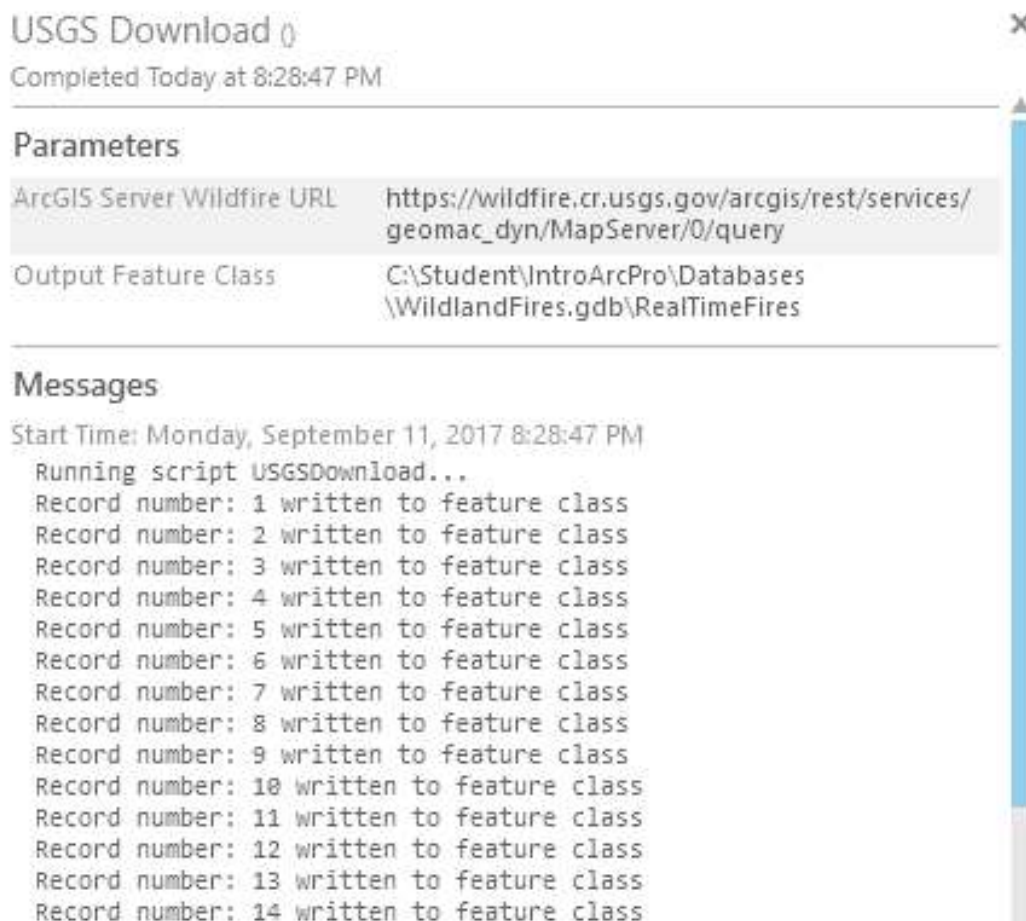 USGS Download ()
Completed Today at 8:28:47 PM
Parameters
ArcGIS Server Wildfire URL https://wildfire.cr.usgs.gov/arcgis/rest/services/
geomac_dyn/MapServer/0/query
Output Feature Class C:\Student\IntroArcPro\Databases
\WildlandFires.gdb\RealTimeFires
Messages
Start Time: Monday, September 11, 2017 8:28:47 PM
Running script USGSDownload...
Record number: 1 written to feature class
Record number: 2 written to feature class
Record number: 3 written to feature class
Record number: 4 written to feature class
Record number: 5 written to feature class
Record number: 6 written to feature class
Record number: 7 written to feature class
Record number: 8 written to feature class
Record number: 9 written to feature class
Record number: 10 written to feature class
Record number: 11 written to feature class
Record number: 12 written to feature class
Record number: 13 written to feature class
Record number: 14 written to feature class